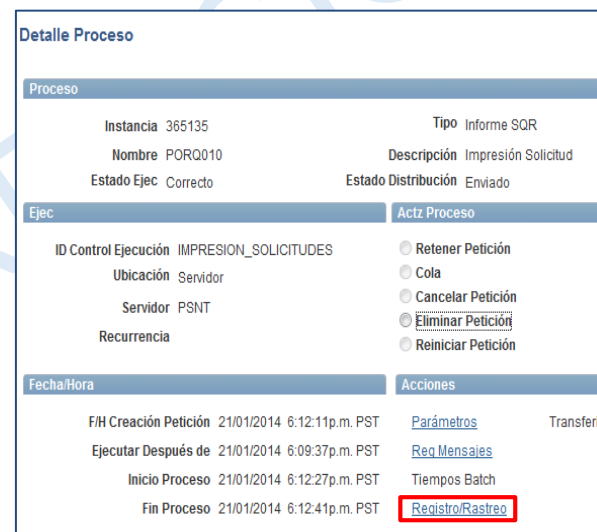 Detalle Proceso
Proceso
Instancia 365135 Tipo Informe SQR
Nombre PORQ010 Descripción Impresión Solicitud
Estado Ejec Correcto Estado Distribución Enviado
Ejec Actz Proceso
ID Control Ejecución IMPRESION_SOLICITUDES Retener Petición
Ubicación Servidor Cola
Servidor PSNT Cancelar Petición
Eliminar Petición
Recurrencia Reiniciar Petición
Fecha/Hora Acciones
F/H Creación Petición 21/01/2014 6:12:11p.m. PST Parámetros Transferi
Ejecutar Después de 21/01/2014 6:09:37p.m. PST Reg Mensajes
Inicio Proceso 21/01/2014 6:12:27p.m. PST Tiempos Batch
Fin Proceso 21/01/2014 6:12:41p.m. PST Registro/Rastreo